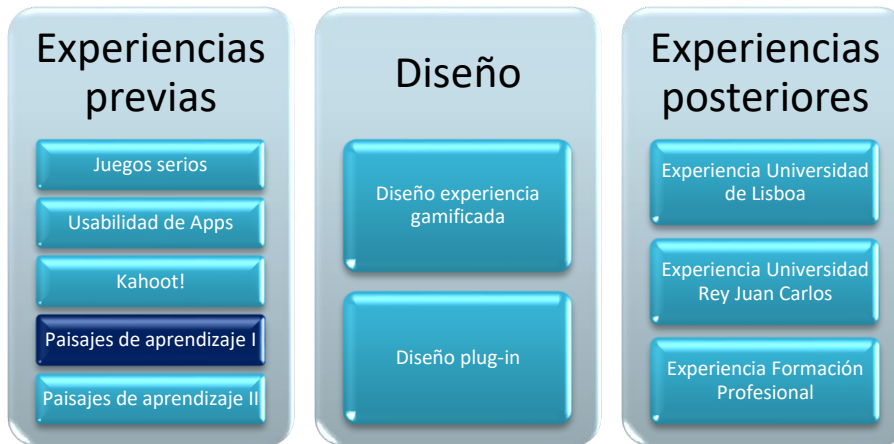 Experiencias
previas
Juegos serios
Usabilidad de Apps
Kahoot!
Paisajes de aprendizaje I
Paisajes de aprendizaje II
Diseño
Diseño experiencia
gamificada
Diseño plug-in
Experiencias
posteriores
Experiencia Universidad
de Lisboa
Experiencia Universidad
Rey Juan Carlos
Experiencia Formación
Profesional